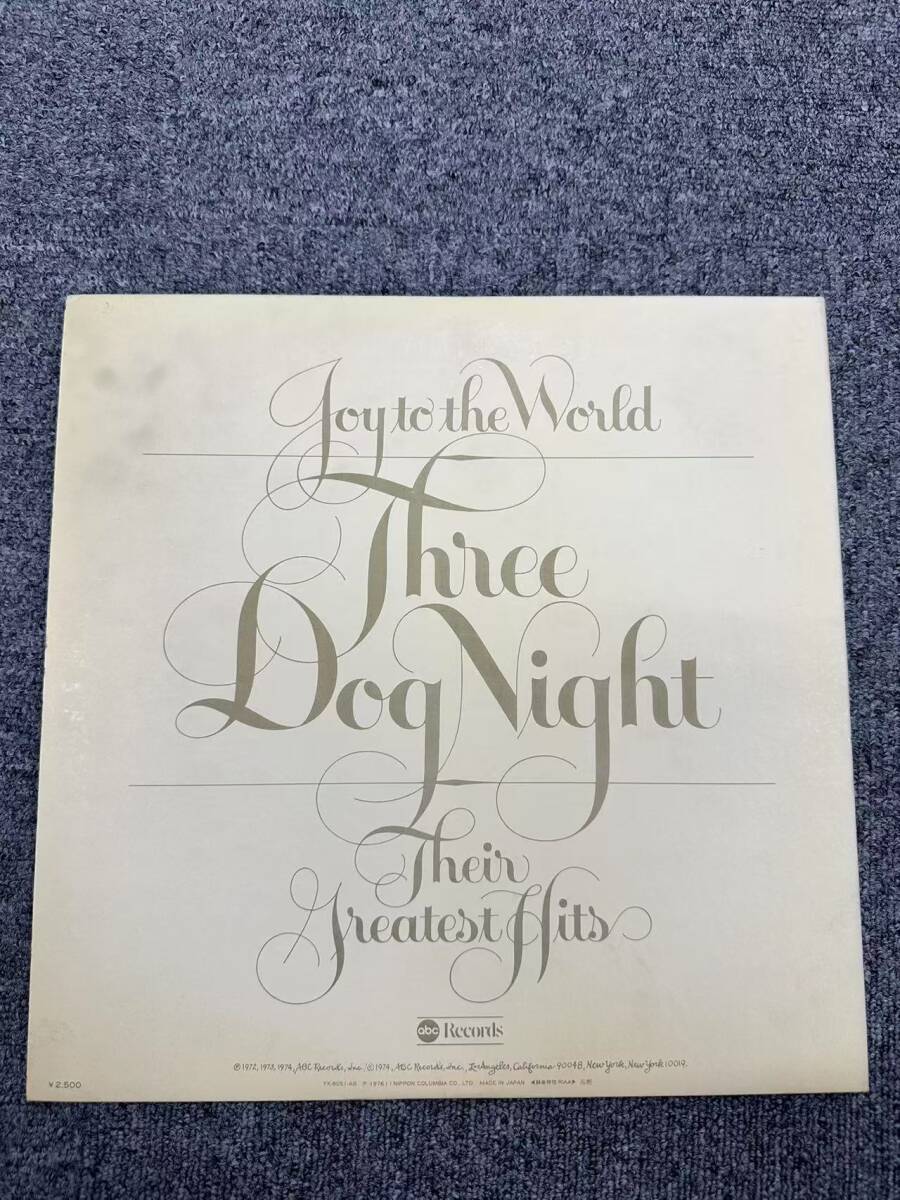 Joy to the World
Three
Dog Night
Their
Greatest Hits
abc Records
℗1972, 1973, 1974, ABC Records, Inc. ©1974, ABC Records, Inc., Los Angeles, California 90048, New York, New York 10019.
¥2,500
NIPPON COLUMBIA CO., LTD. MADE IN JAPAN